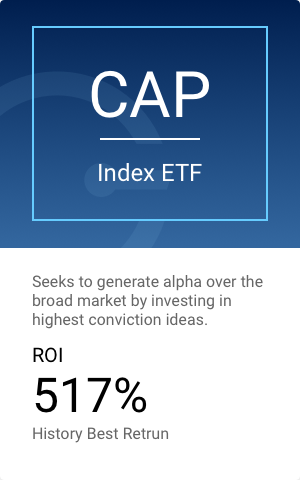 CAP
Index ETF
Seeks to generate alpha over the
broad market by investing in
highest conviction ideas.
ROI
517%
History Best Retrun